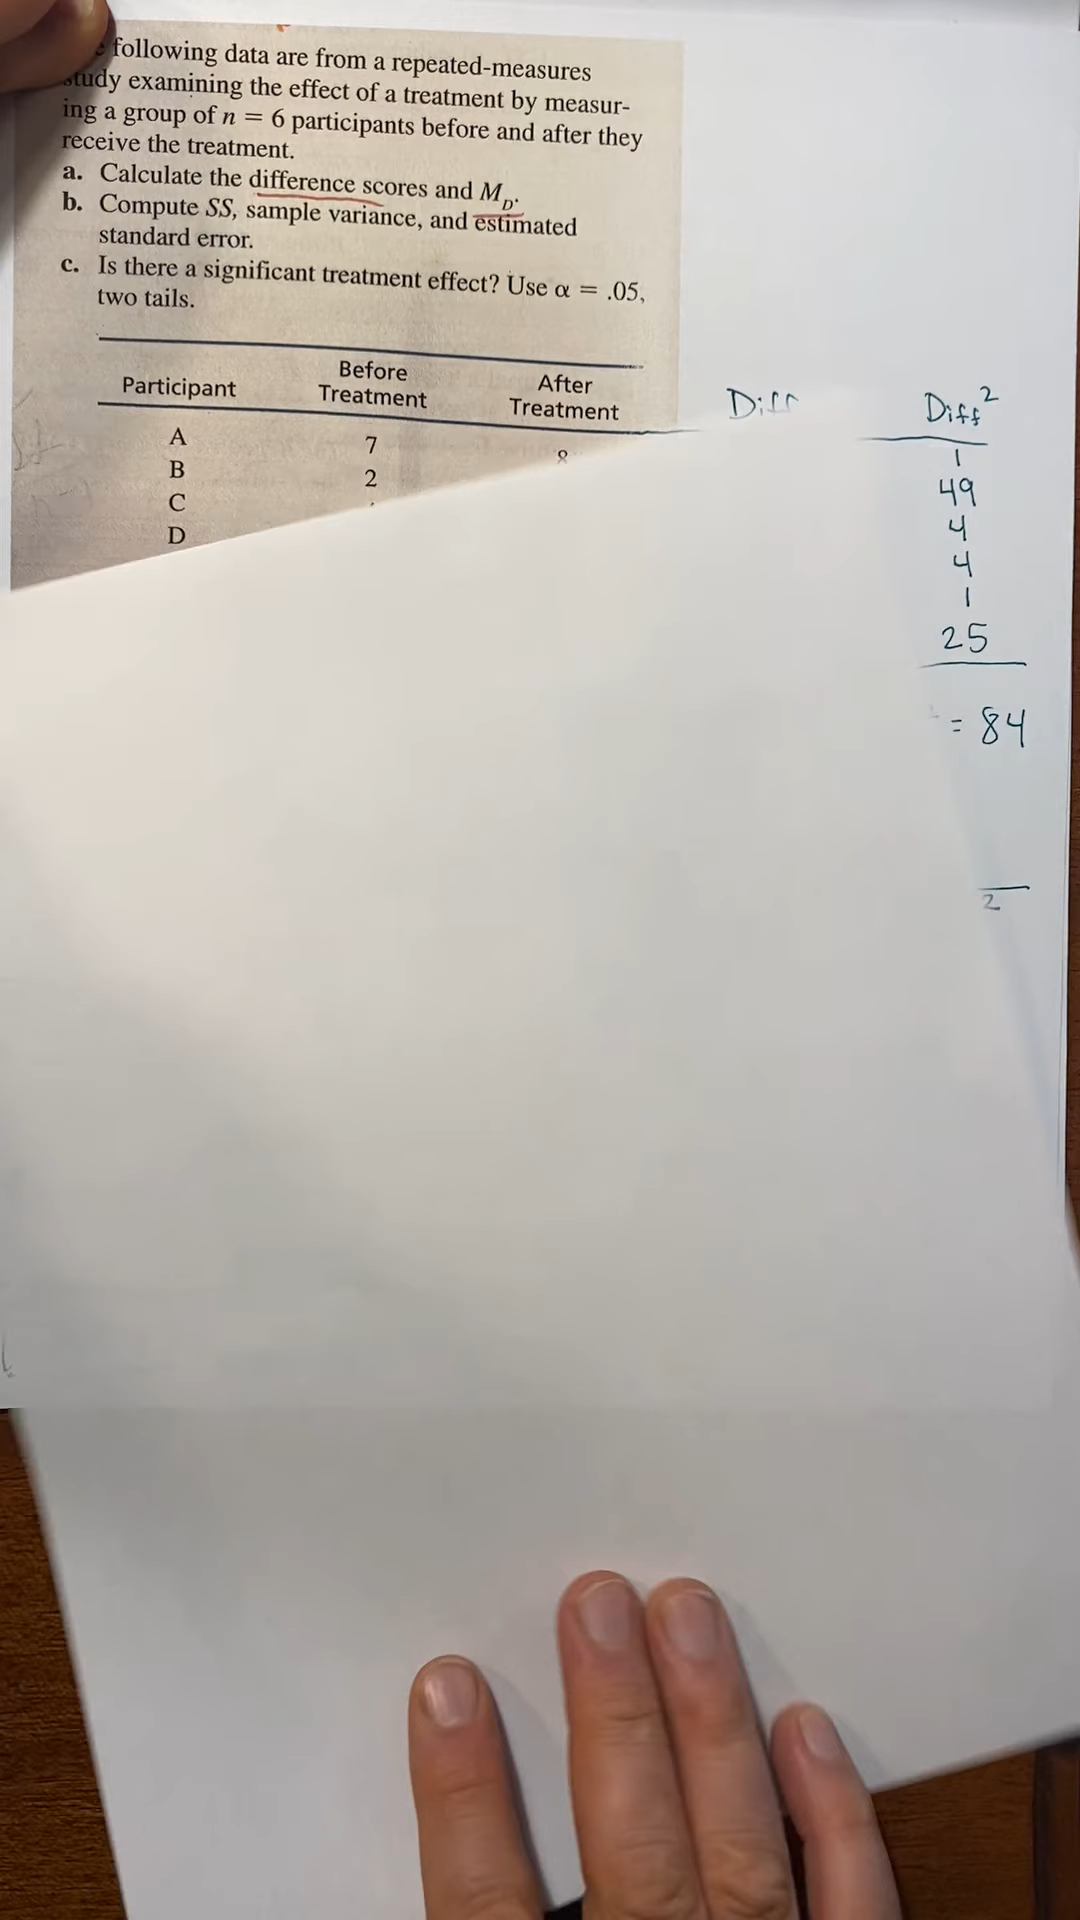 following data are from a repeated-measures
study examining the effect of a treatment by measur-
ing a group of n = 6 participants before and after they
receive the treatment.
a. Calculate the difference scores and M_D.
b. Compute SS, sample variance, and estimated
standard error.
c. Is there a significant treatment effect? Use α = .05,
two tails.
Participant Before Treatment After Treatment Diff Diff²
A 7 8 1
B 2 49
C 4
D 4
1
25
= 84
2